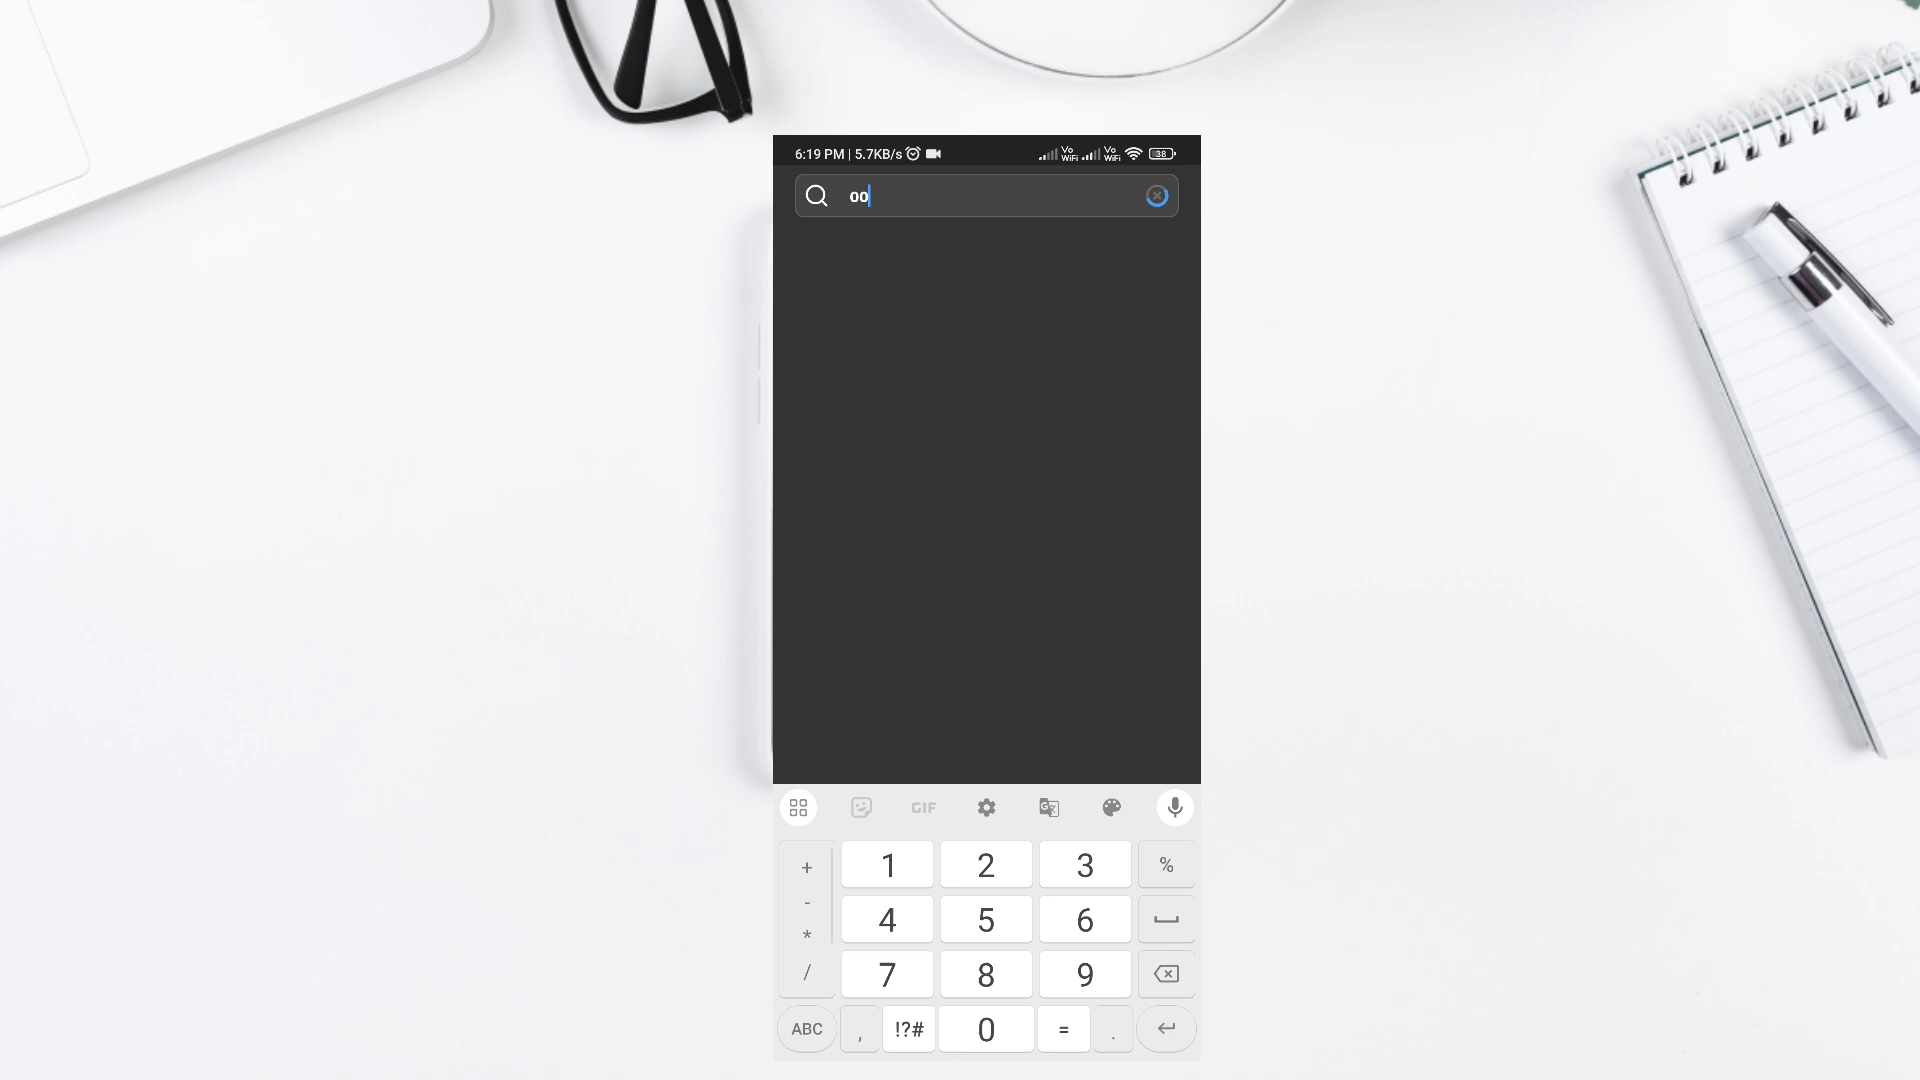 6:19 PM | 5.7KB/s Vo WiFi Vo WiFi 38
oo
GIF G
+ 1 2 3 %
- 4 5 6
*
/ 7 8 9
ABC , !?# 0 = .